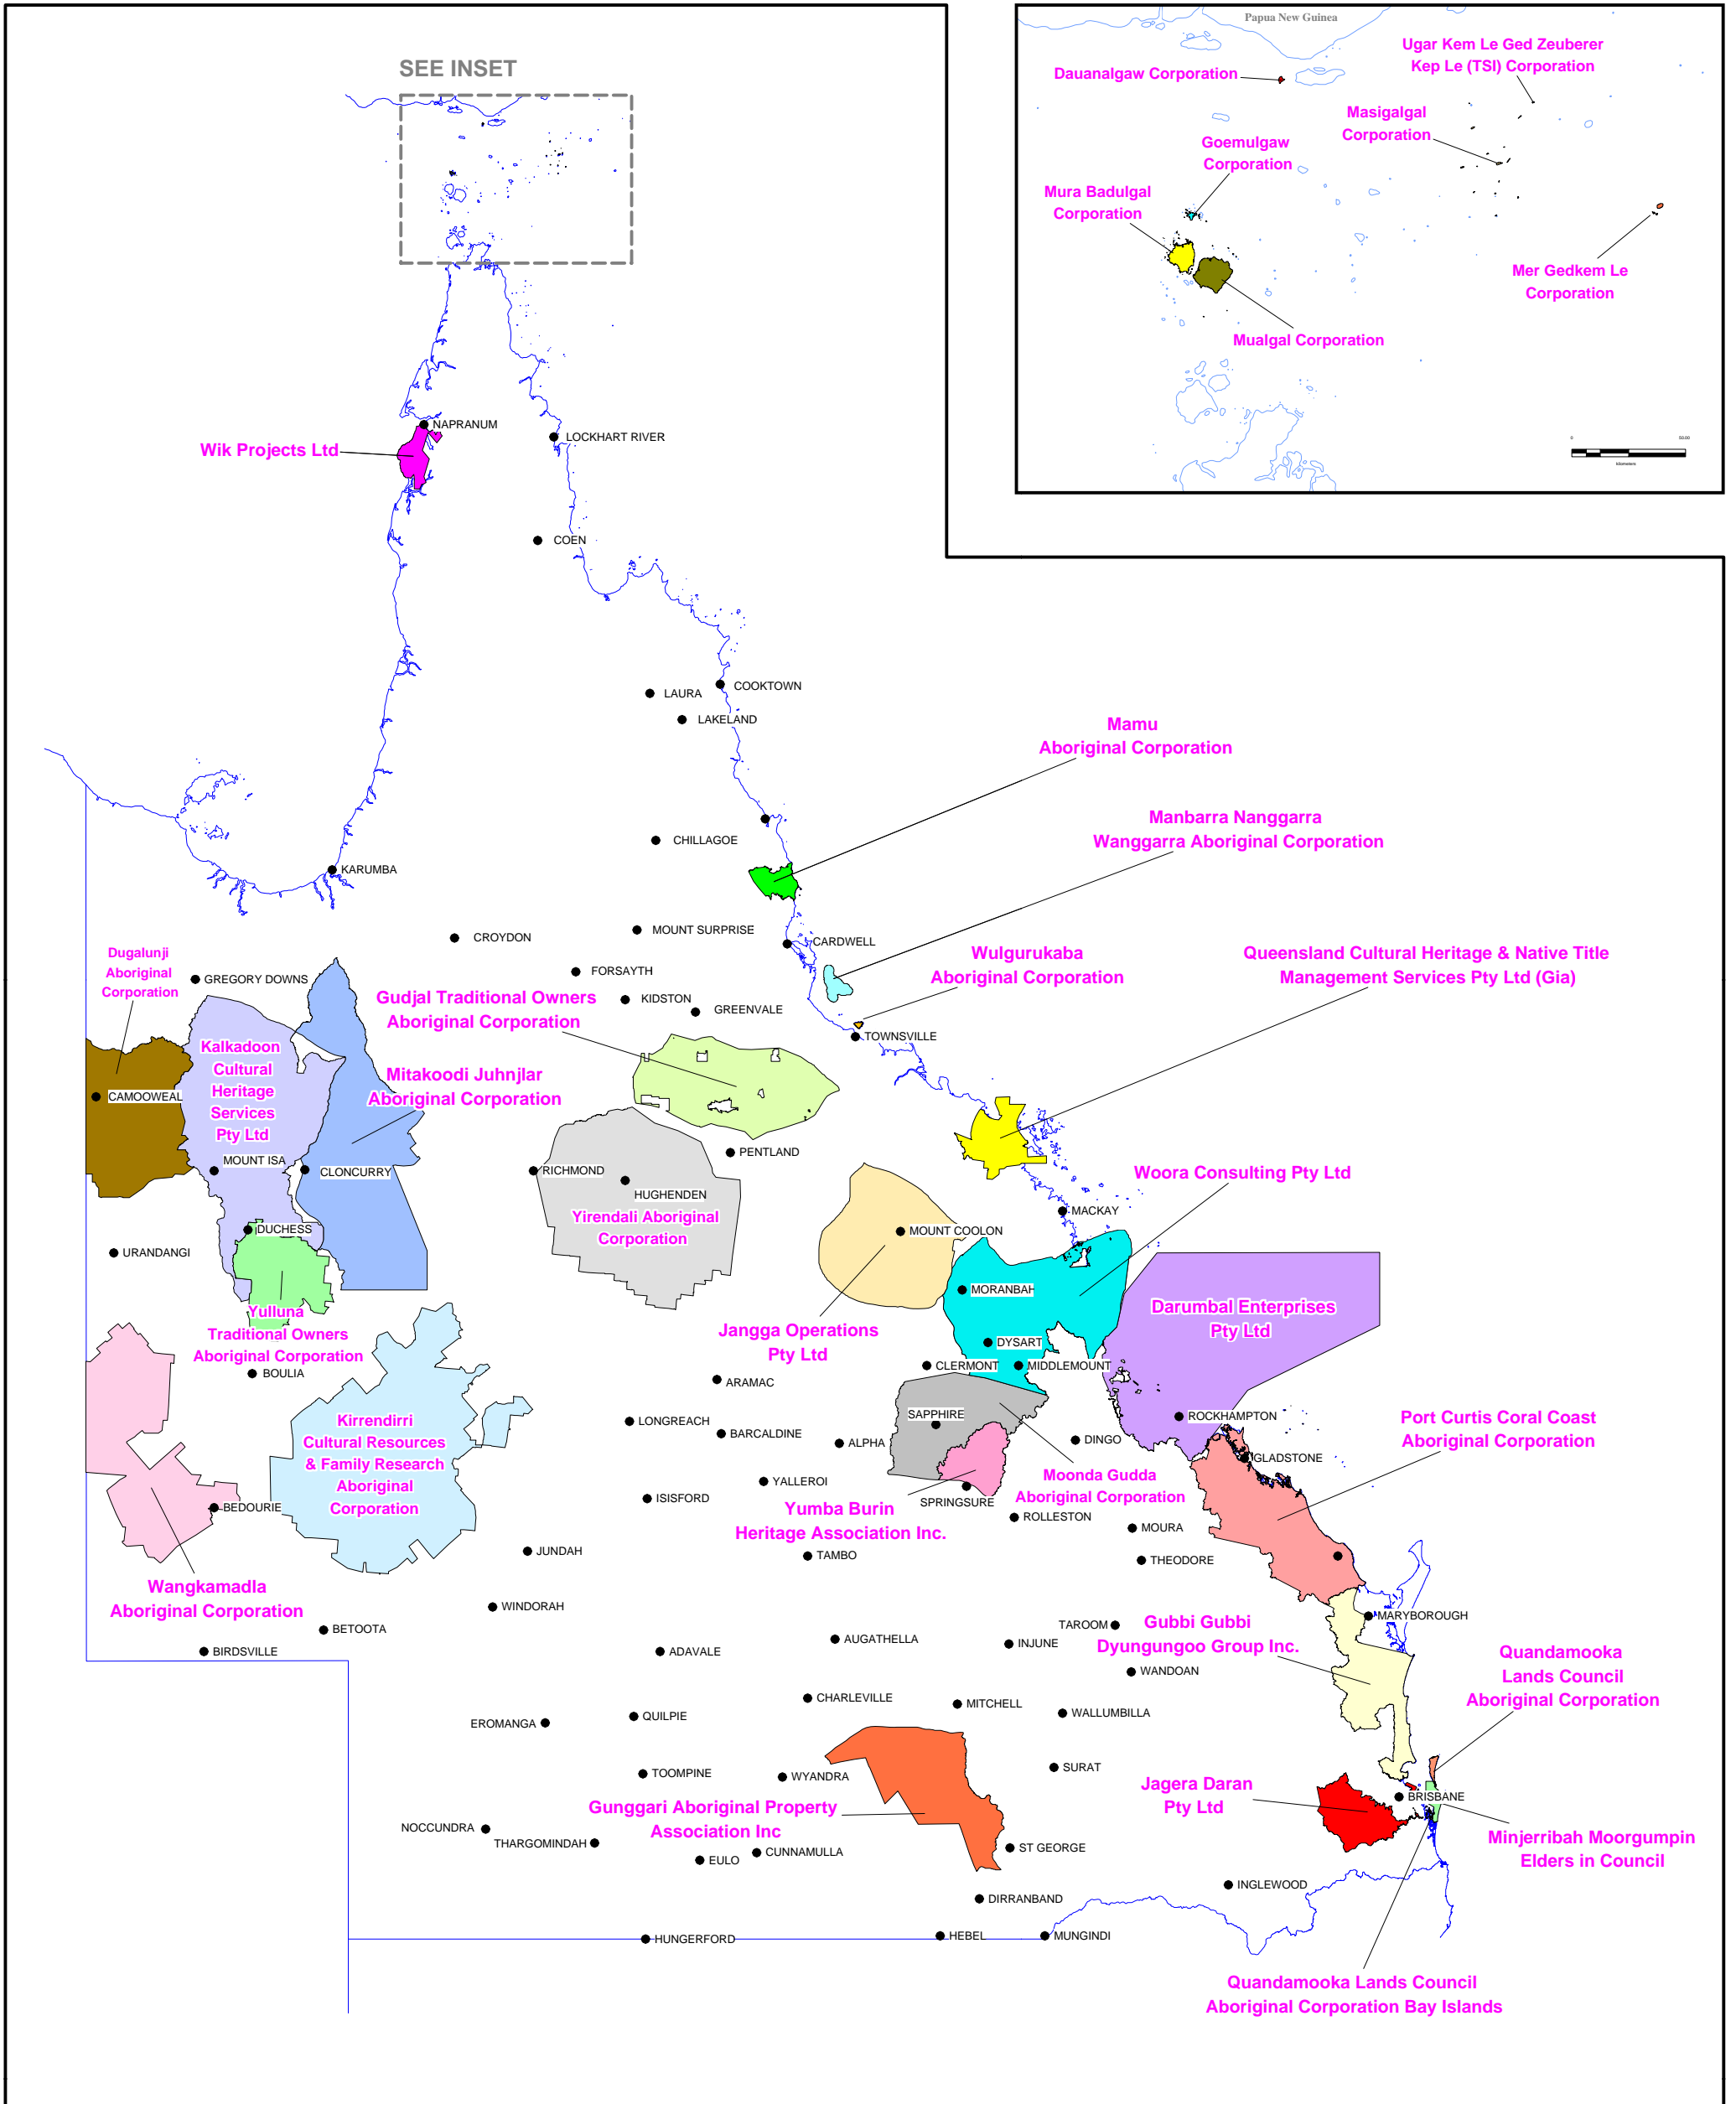 SEE INSET
Papua New Guinea
Ugar Kem Le Ged Zeuberer
Kep Le (TSI) Corporation
Dauanalgaw Corporation
Masigalgal
Corporation
Goemulgaw
Corporation
Mura Badulgal
Corporation
Mer Gedkem Le
Corporation
Mualgal Corporation
0
50.00
kilometers
NAPRANUM
LOCKHART RIVER
Wik Projects Ltd
COEN
COOKTOWN
LAURA
LAKELAND
Mamu
Aboriginal Corporation
Manbarra Nanggarra
Wanggarra Aboriginal Corporation
CHILLAGOE
KARUMBA
MOUNT SURPRISE
CROYDON
CARDWELL
Dugalunji
Aboriginal
Corporation
Wulgurukaba
Aboriginal Corporation
Queensland Cultural Heritage & Native Title
Management Services Pty Ltd (Gia)
FORSAYTH
GREGORY DOWNS
Gudjal Traditional Owners
Aboriginal Corporation
KIDSTON
GREENVALE
TOWNSVILLE
Kalkadoon
Cultural
Heritage
Services
Pty Ltd
Mitakoodi Juhnjlar
Aboriginal Corporation
CAMOOWEAL
PENTLAND
MOUNT ISA
CLONCURRY
RICHMOND
HUGHENDEN
Woora Consulting Pty Ltd
Yirendali Aboriginal
Corporation
MACKAY
DUCHESS
MOUNT COOLON
URANDANGI
MORANBAH
Yulluna
Traditional Owners
Aboriginal Corporation
Darumbal Enterprises
Pty Ltd
Jangga Operations
Pty Ltd
DYSART
CLERMONT
MIDDLEMOUNT
BOULIA
ARAMAC
Kirrendirri
Cultural Resources
& Family Research
Aboriginal
Corporation
LONGREACH
BARCALDINE
SAPPHIRE
ALPHA
ROCKHAMPTON
DINGO
Port Curtis Coral Coast
Aboriginal Corporation
GLADSTONE
Moonda Gudda
Aboriginal Corporation
YALLEROI
ISISFORD
SPRINGSURE
BEDOURIE
Yumba Burin
Heritage Association Inc.
ROLLESTON
MOURA
JUNDAH
TAMBO
THEODORE
Wangkamadla
Aboriginal Corporation
WINDORAH
MARYBOROUGH
BETOOTA
TAROOM
Gubbi Gubbi
Dyungungoo Group Inc.
AUGATHELLA
INJUNE
BIRDSVILLE
ADAVALE
Quandamooka
Lands Council
Aboriginal Corporation
WANDOAN
CHARLEVILLE
MITCHELL
WALLUMBILLA
QUILPIE
EROMANGA
SURAT
TOOMPINE
WYANDRA
Jagera Daran
Pty Ltd
BRISBANE
Gunggari Aboriginal Property
Association Inc
NOCCUNDRA
THARGOMINDAH
Minjerribah Moorgumpin
Elders in Council
ST GEORGE
CUNNAMULLA
EULO
INGLEWOOD
DIRRANBAND
HUNGERFORD
HEBEL
MUNGINDI
Quandamooka Lands Council
Aboriginal Corporation Bay Islands